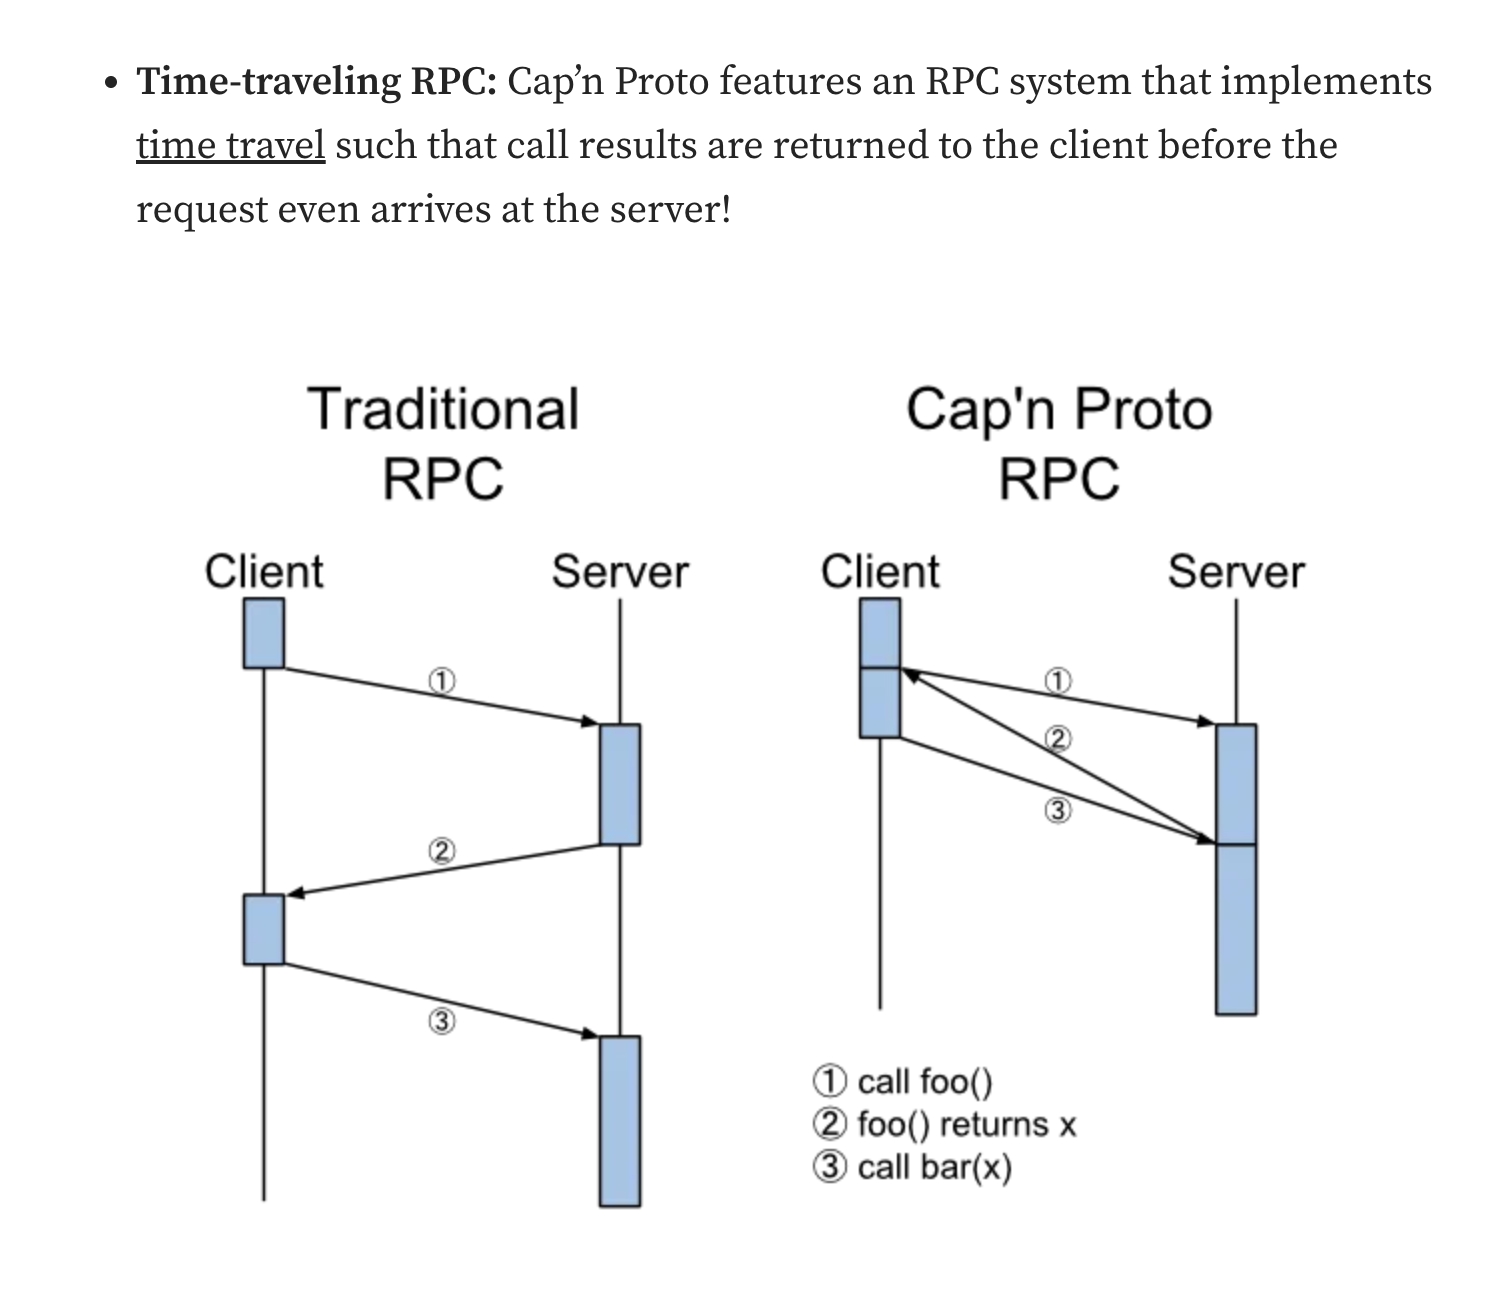 • Time-traveling RPC: Cap’n Proto features an RPC system that implements
time travel such that call results are returned to the client before the
request even arrives at the server!
Traditional
RPC
Client
Server
①
②
③
Cap'n Proto
RPC
Client
Server
①
②
③
① call foo()
② foo() returns x
③ call bar(x)